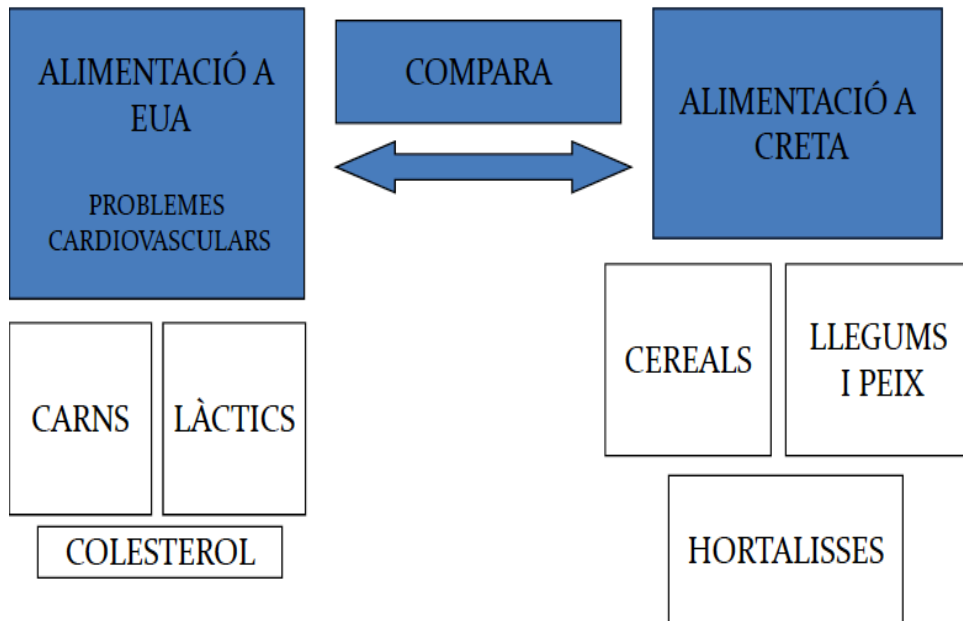 ALIMENTACIÓ A
EUA
PROBLEMES
CARDIOVASCULARS
COMPARA
ALIMENTACIÓ A
CRETA
CARNS
LÀCTICS
COLESTEROL
CEREALS
LLEGUMS
I PEIX
HORTALISSES